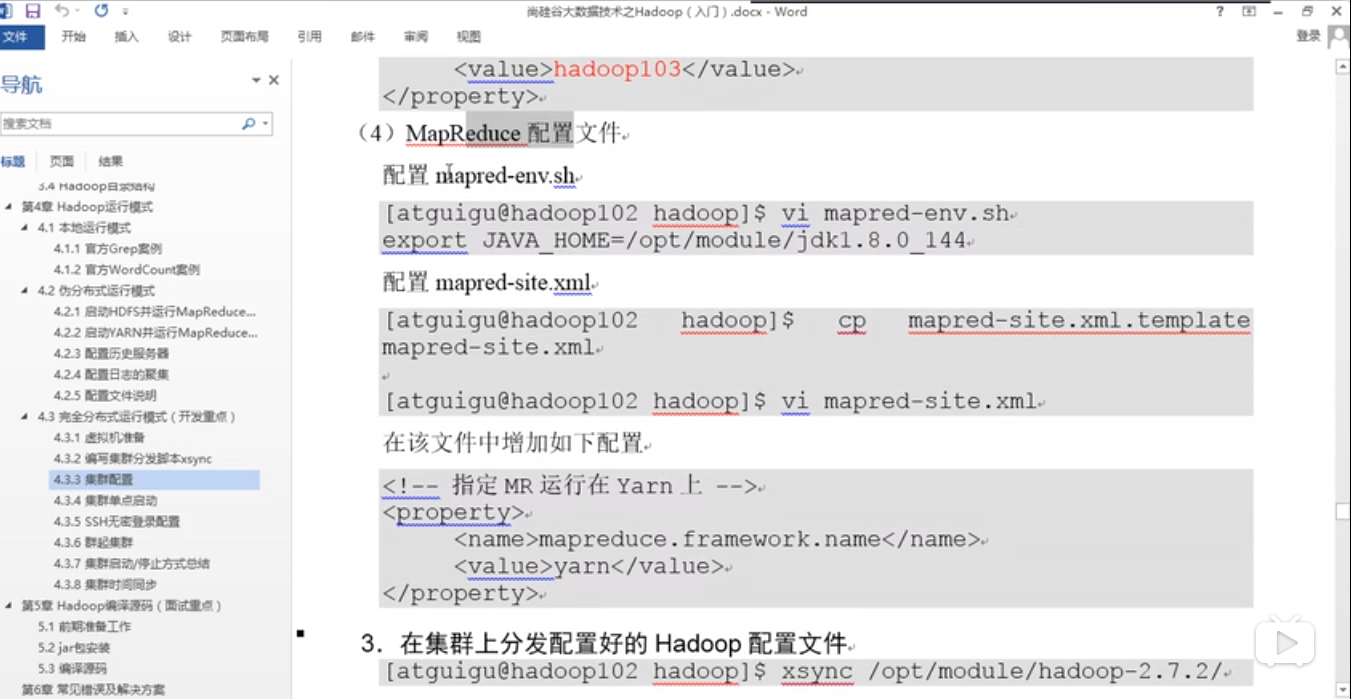 尚硅谷大数据技术之Hadoop（入门）.docx - Word
文件 开始 插入 设计 页面布局 引用 邮件 审阅 视图 登录
导航
搜索文档
标题 页面 结果
3.4 Hadoop目录结构
第4章 Hadoop运行模式
4.1 本地运行模式
4.1.1 官方Grep案例
4.1.2 官方WordCount案例
4.2 伪分布式运行模式
4.2.1 启动HDFS并运行MapReduce...
4.2.2 启动YARN并运行MapReduce...
4.2.3 配置历史服务器
4.2.4 配置日志的聚集
4.2.5 配置文件说明
4.3 完全分布式运行模式（开发重点）
4.3.1 虚拟机准备
4.3.2 编写集群分发脚本xsync
4.3.3 集群配置
4.3.4 集群单点启动
4.3.5 SSH无密登录配置
4.3.6 群起集群
4.3.7 集群启动/停止方式总结
4.3.8 集群时间同步
第5章 Hadoop编译源码（面试重点）
5.1 前期准备工作
5.2 jar包安装
5.3 编译源码
第6章 常见错误及解决方案
<value>hadoop103</value>
</property>
（4）MapReduce 配置文件
配置 mapred-env.sh
[atguigu@hadoop102 hadoop]$ vi mapred-env.sh
export JAVA_HOME=/opt/module/jdk1.8.0_144
配置 mapred-site.xml
[atguigu@hadoop102 hadoop]$ cp mapred-site.xml.template
mapred-site.xml
[atguigu@hadoop102 hadoop]$ vi mapred-site.xml
在该文件中增加如下配置
<!-- 指定 MR 运行在 Yarn 上 -->
<property>
<name>mapreduce.framework.name</name>
<value>yarn</value>
</property>
3．在集群上分发配置好的 Hadoop 配置文件
[atguigu@hadoop102 hadoop]$ xsync /opt/module/hadoop-2.7.2/